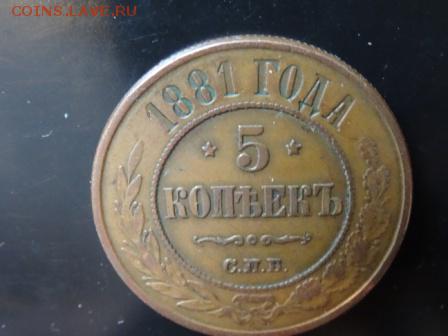 COINS.LAVE.RU
1881 ГОДА
* 5 *
КОПѢЕКЪ
С.П.Б.